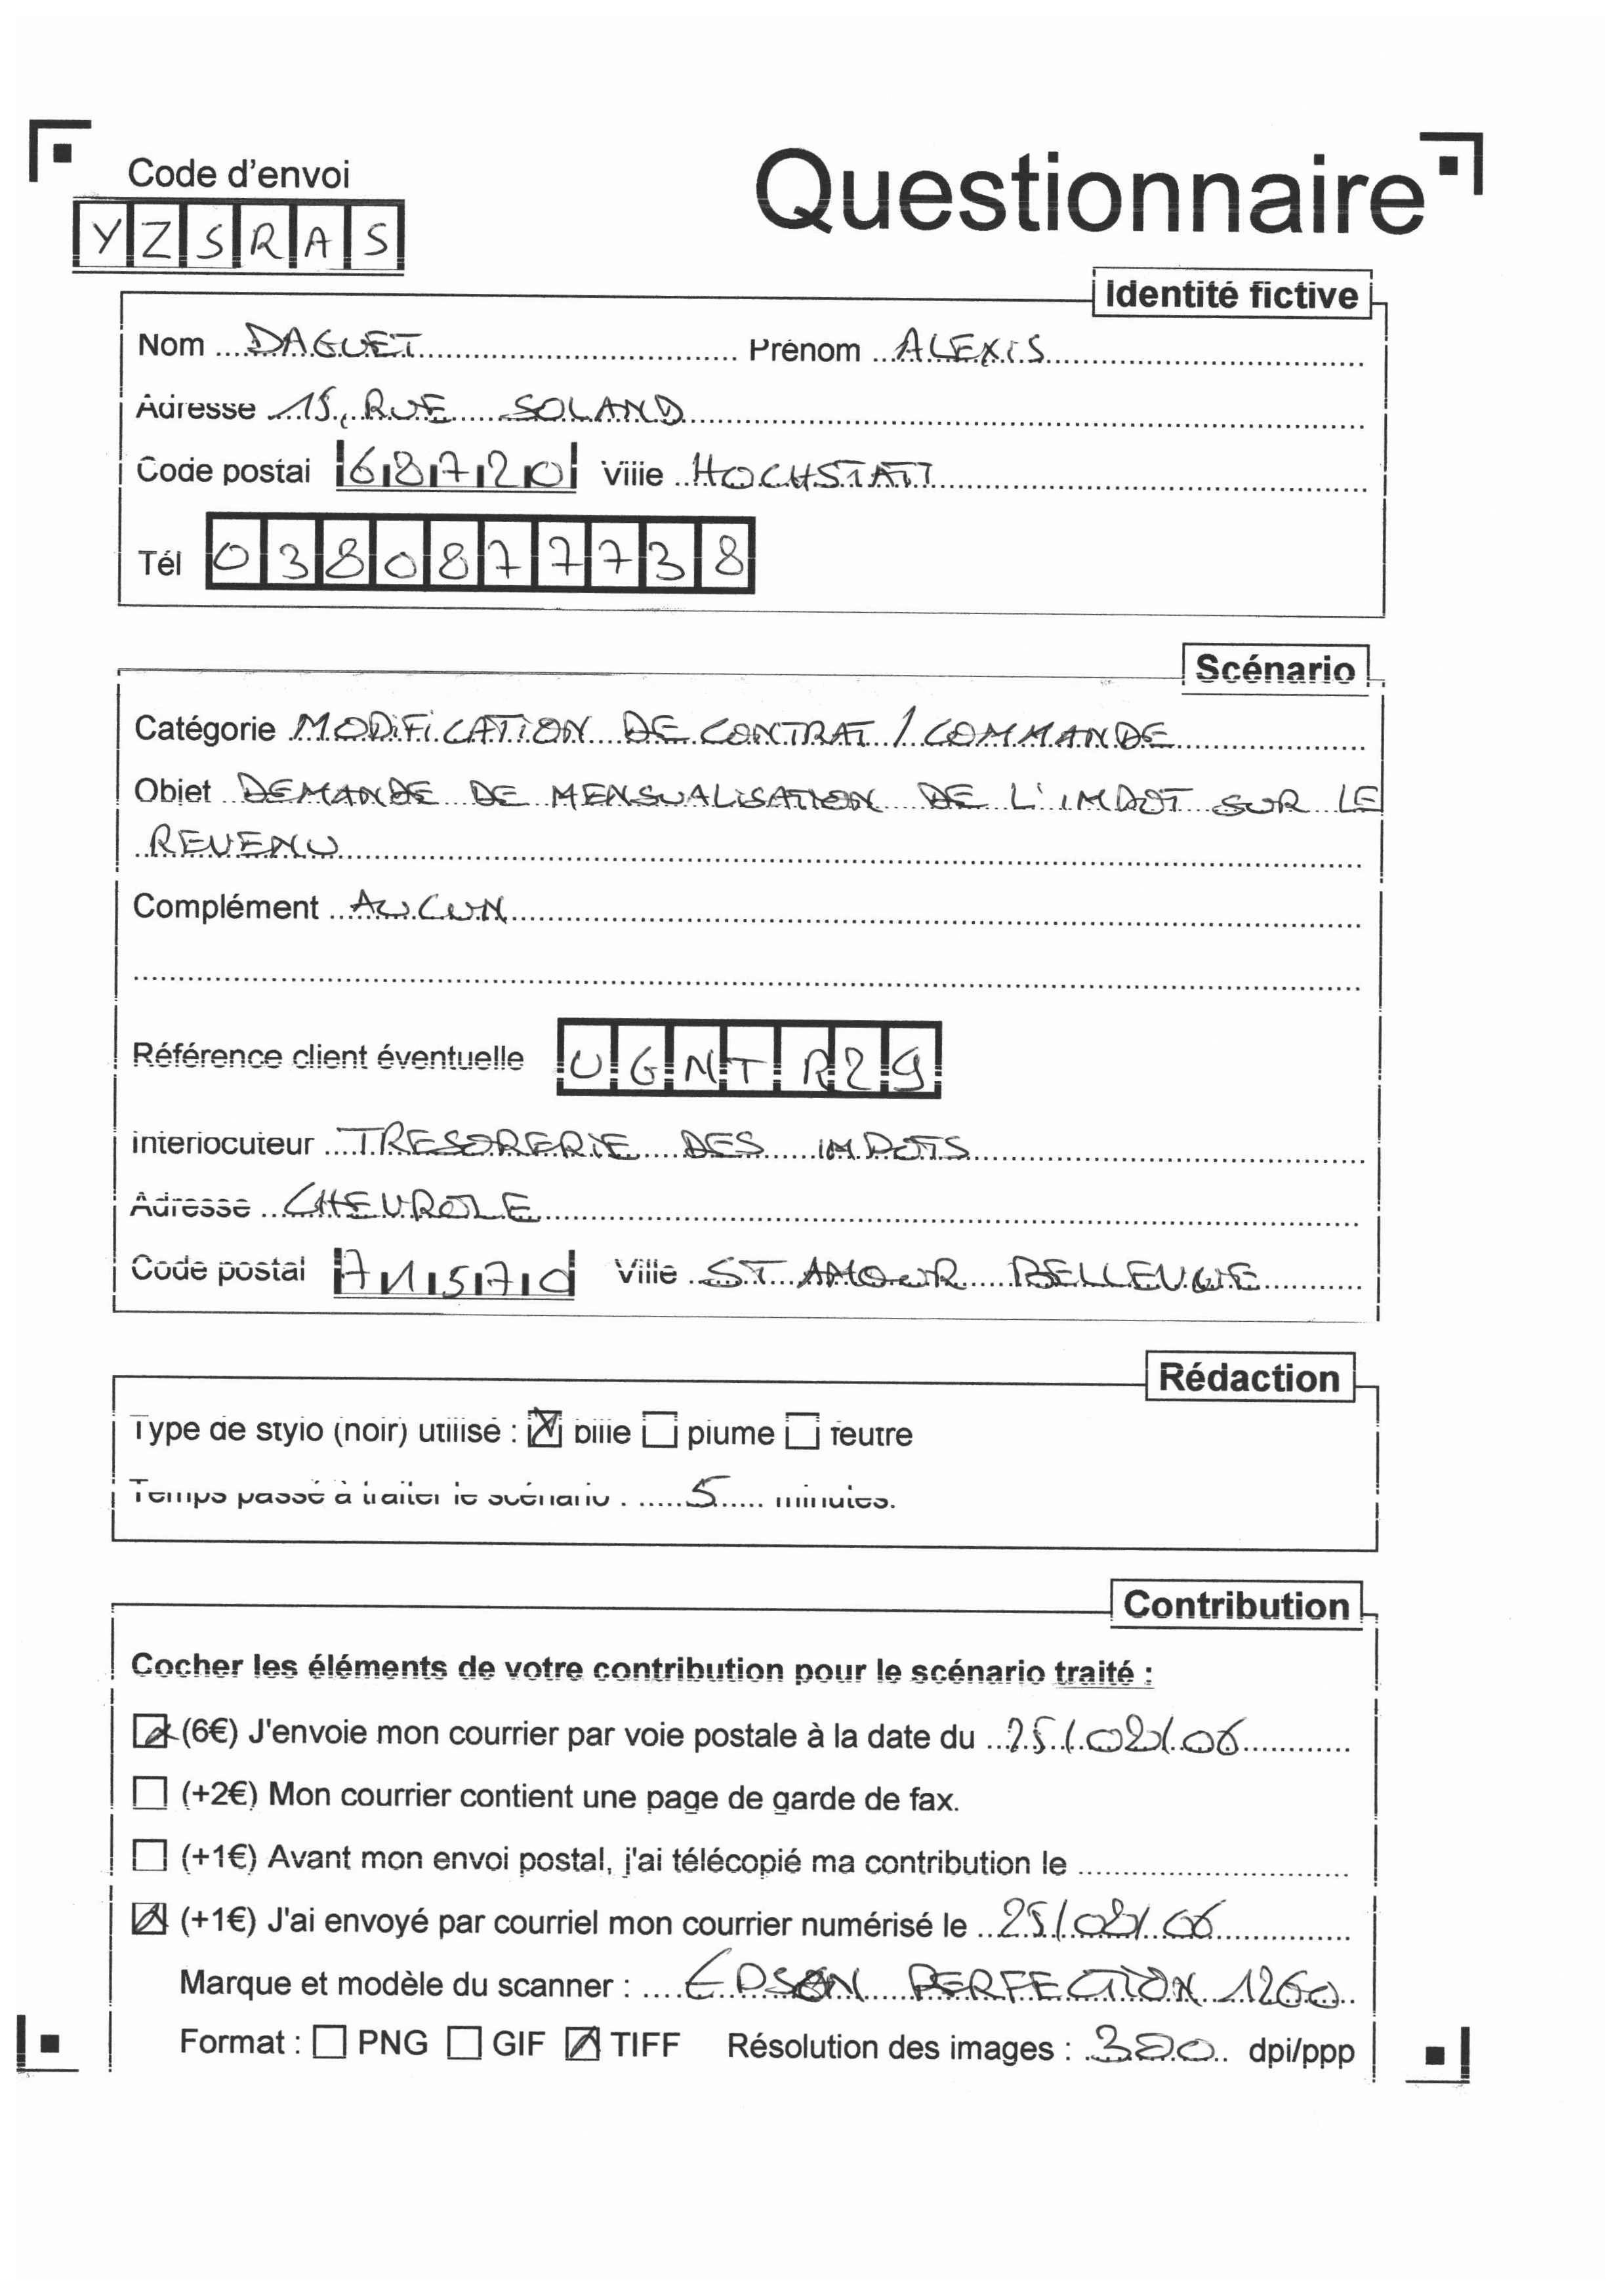 Code d'envoi
YZSRAS
Questionnaire
Identité fictive
Nom DAGUET Prénom ALEXIS
Adresse 15, RUE SOLAND
Code postal 68720 Ville HOCHSTATT
Tél 0380877738
Scénario
Catégorie MODIFICATION DE CONTRAT / COMMANDE
Objet DEMANDE DE MENSUALISATION DE L'IMPOT SUR LE
REVENU
Complément AUCUN
Référence client éventuelle UGNTR29
Interlocuteur TRESORERIE DES IMPOTS
Adresse CHEVROLE
Code postal 71570 Ville ST AMOUR BELLEVUE
Rédaction
Type de stylo (noir) utilisé : bille plume feutre
Temps passé à traiter le scénario : 5 minutes.
Contribution
Cocher les éléments de votre contribution pour le scénario traité :
(6€) J'envoie mon courrier par voie postale à la date du 25/02/06
(+2€) Mon courrier contient une page de garde de fax.
(+1€) Avant mon envoi postal, j'ai télécopié ma contribution le
(+1€) J'ai envoyé par courriel mon courrier numérisé le 25/02/06
Marque et modèle du scanner : EPSON PERFECTION 1260
Format : PNG GIF TIFF Résolution des images : 300 dpi/ppp